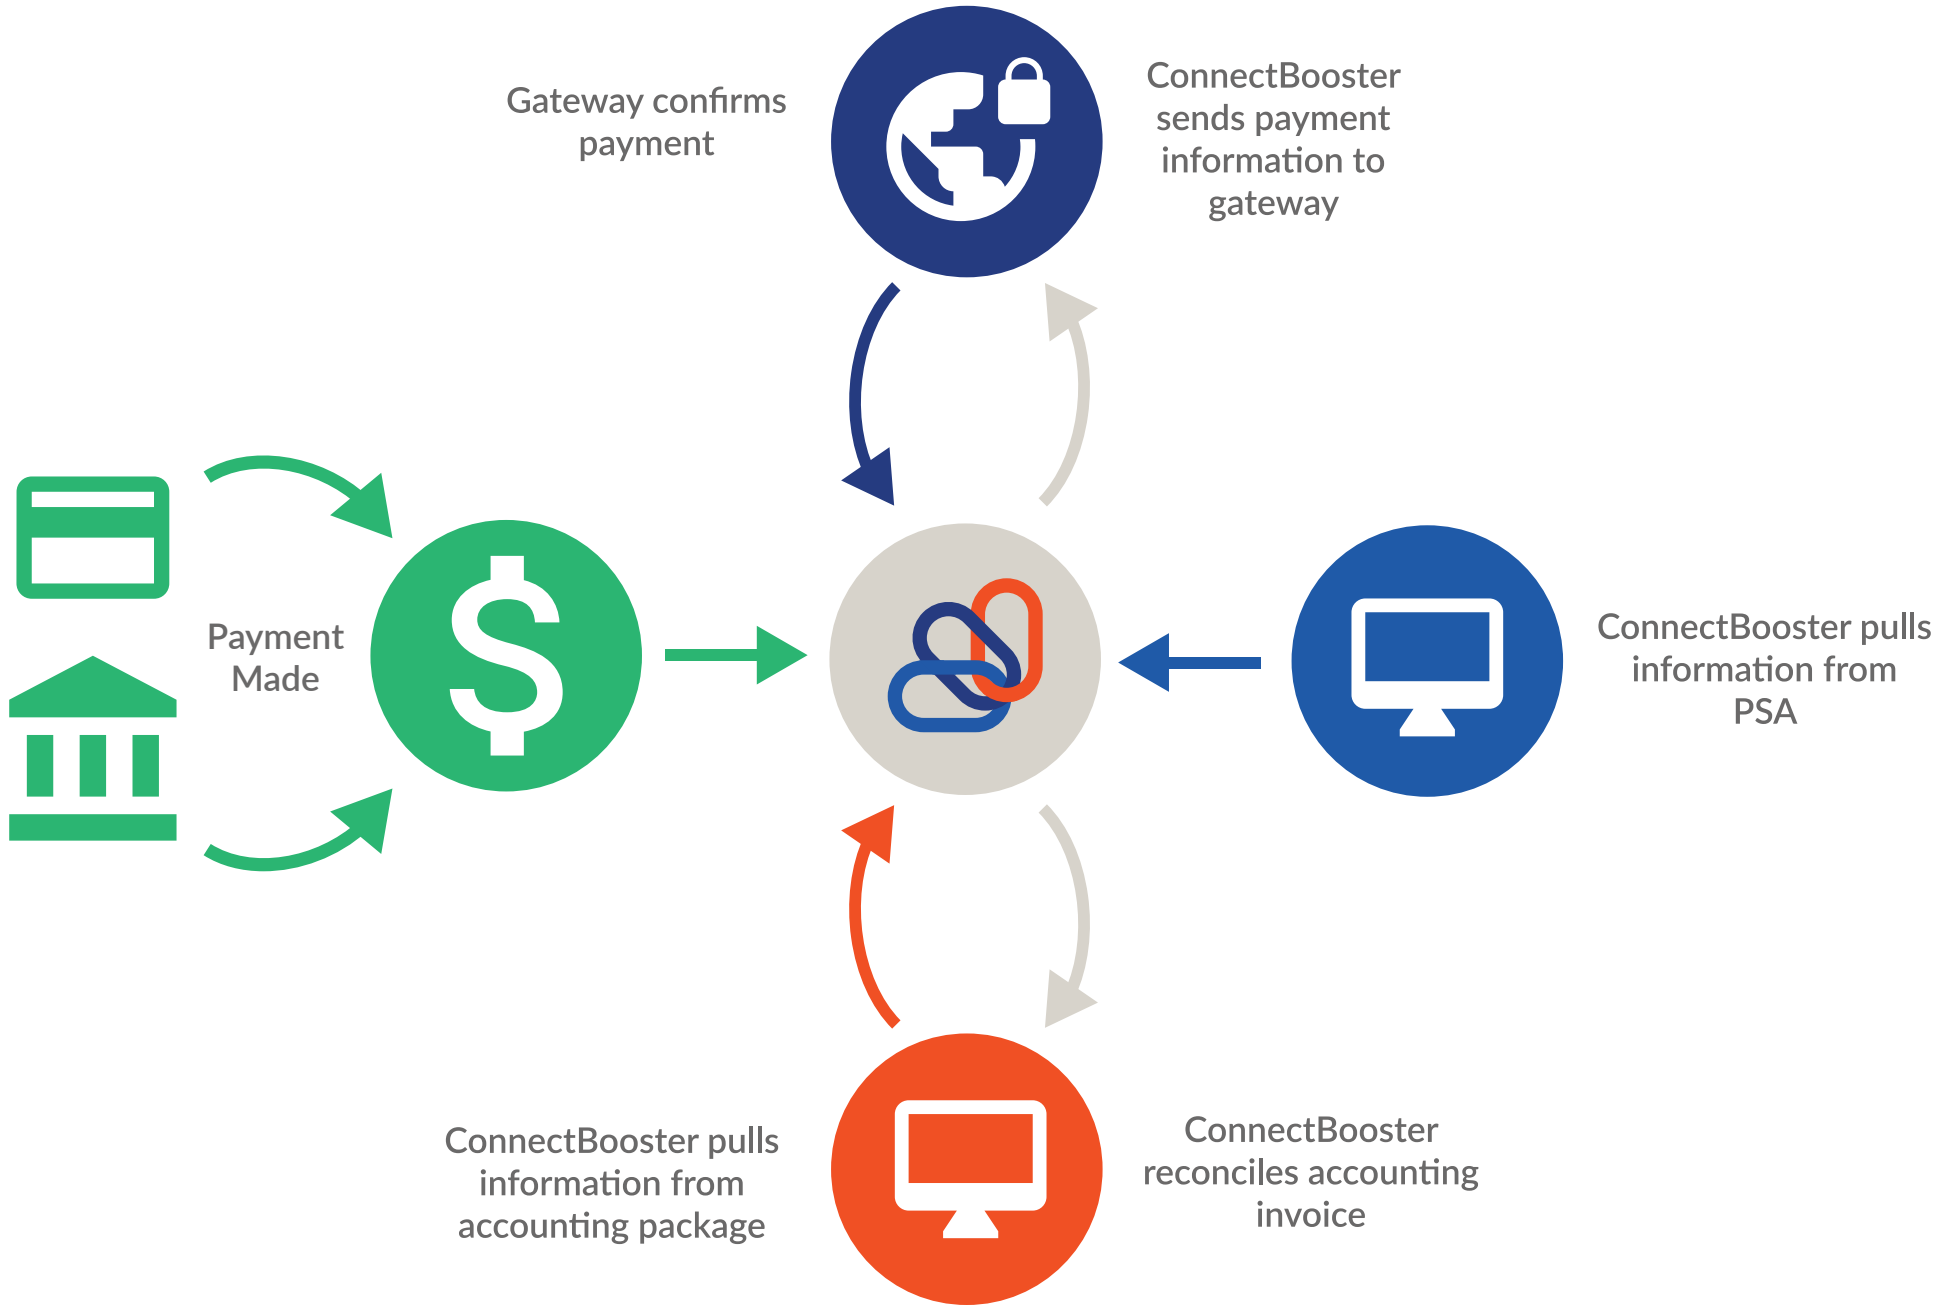 Gateway confirms
payment
ConnectBooster
sends payment
information to
gateway
Payment
Made
ConnectBooster pulls
information from
PSA
ConnectBooster pulls
information from
accounting package
ConnectBooster
reconciles accounting
invoice